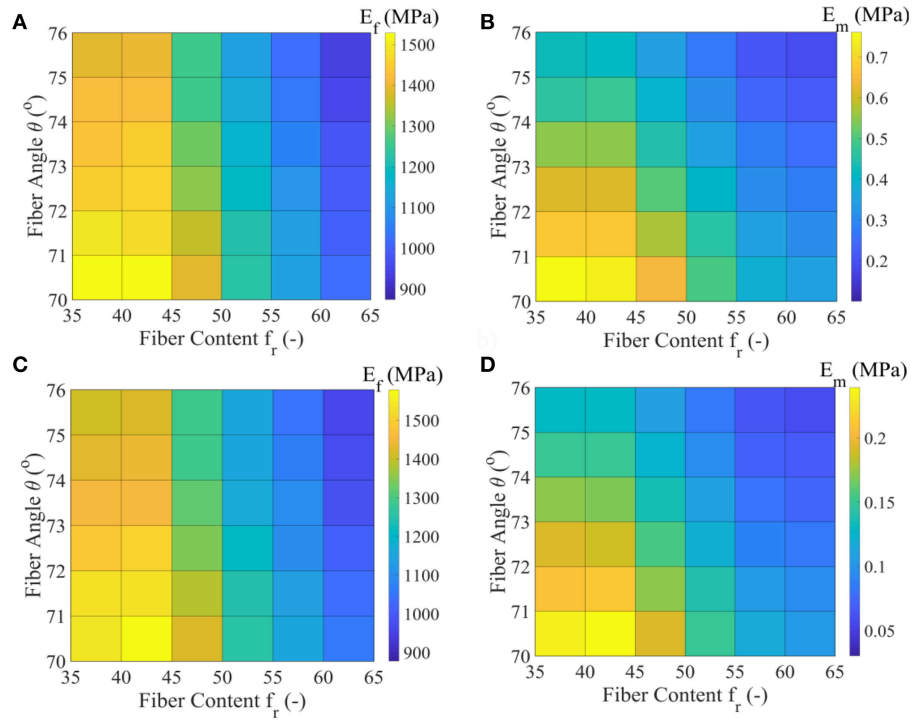 A
E_f (MPa)
76
75
74
73
72
71
70
Fiber Angle θ (°)
35 40 45 50 55 60 65
Fiber Content f_r (-)
1500
1400
1300
1200
1100
1000
900
B
E_m (MPa)
76
75
74
73
72
71
70
Fiber Angle θ (°)
35 40 45 50 55 60 65
Fiber Content f_r (-)
0.7
0.6
0.5
0.4
0.3
0.2
b)
C
E_f (MPa)
76
75
74
73
72
71
70
Fiber Angle θ (°)
35 40 45 50 55 60 65
Fiber Content f_r (-)
1500
1400
1300
1200
1100
1000
900
D
E_m (MPa)
76
75
74
73
72
71
70
Fiber Angle θ (°)
35 40 45 50 55 60 65
Fiber Content f_r (-)
0.2
0.15
0.1
0.05